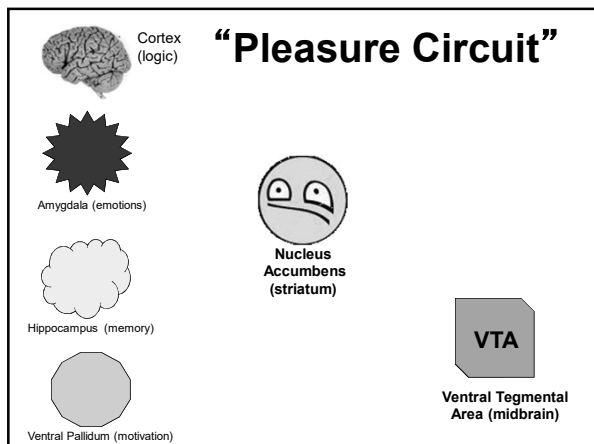 Cortex
(logic)
“Pleasure Circuit”
Amygdala (emotions)
Nucleus
Accumbens
(striatum)
Hippocampus (memory)
VTA
Ventral Tegmental
Area (midbrain)
Ventral Pallidum (motivation)